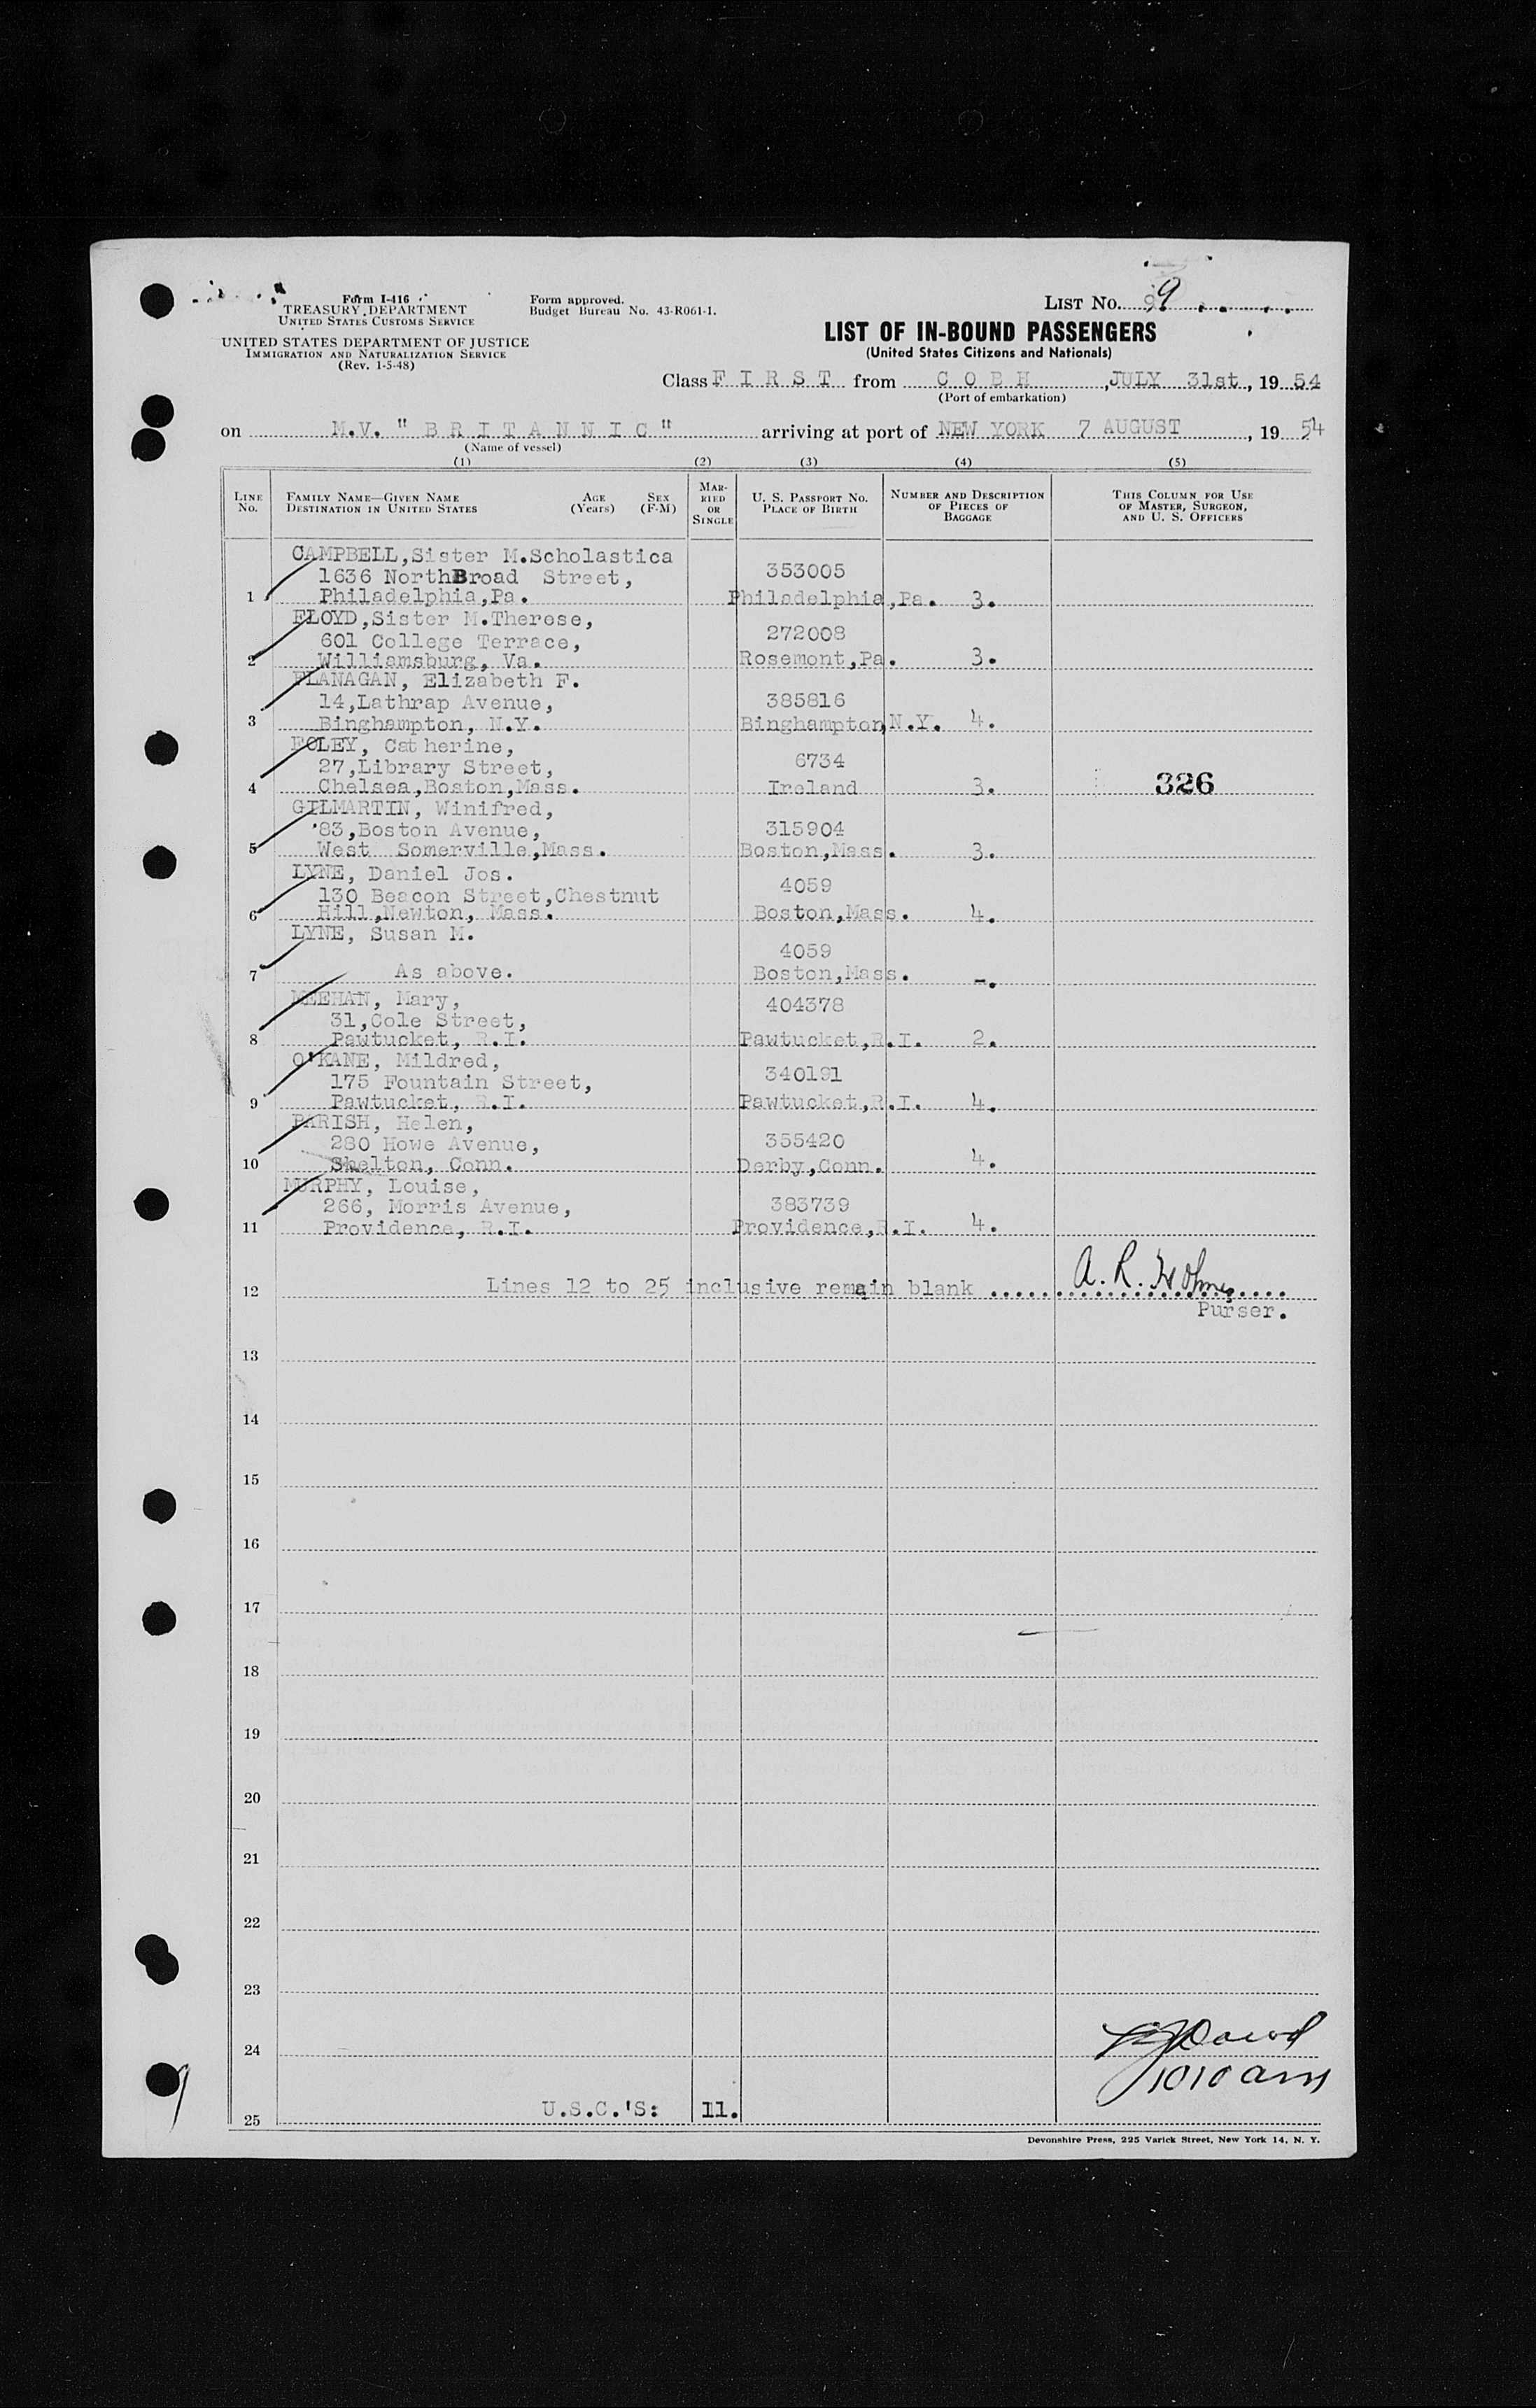 Form I-416
TREASURY DEPARTMENT
UNITED STATES CUSTOMS SERVICE
UNITED STATES DEPARTMENT OF JUSTICE
IMMIGRATION AND NATURALIZATION SERVICE
(Rev. 1-5-48)
Form approved.
Budget Bureau No. 43-R061-1.
LIST No. 9
LIST OF IN-BOUND PASSENGERS
(United States Citizens and Nationals)
Class F I R S T from C O B H , JULY 31st, 19 54
(Port of embarkation)
on M.V. " B R I T A N N I C " arriving at port of NEW YORK 7 AUGUST , 19 54
(Name of vessel)
(1) (2) (3) (4) (5)
LINE No. FAMILY NAME—GIVEN NAME DESTINATION IN UNITED STATES AGE (Years) SEX (F-M) MARRIED OR SINGLE U. S. PASSPORT No. PLACE OF BIRTH NUMBER AND DESCRIPTION OF PIECES OF BAGGAGE THIS COLUMN FOR USE OF MASTER, SURGEON, AND U. S. OFFICERS
CAMPBELL,Sister M.Scholastica
1636 NorthBroad Street, 353005
1 Philadelphia,Pa. Philadelphia,Pa. 3.
FLOYD,Sister M.Therese,
601 College Terrace, 272008
2 Williamsburg, Va. Rosemont,Pa. 3.
FLANAGAN, Elizabeth F.
14,Lathrap Avenue, 385816
3 Binghampton, N.Y. Binghampton,N.Y. 4.
FOLEY, Catherine,
27,Library Street, 6734
4 Chelsea,Boston,Mass. Ireland 3. 326
GILMARTIN, Winifred,
83,Boston Avenue, 315904
5 West Somerville,Mass. Boston,Mass. 3.
LYNE, Daniel Jos.
130 Beacon Street,Chestnut 4059
6 Hill,Newton, Mass. Boston,Mass. 4.
LYNE, Susan M.
4059
7 As above. Boston,Mass. -.
MEEHAN, Mary,
31,Cole Street, 404378
8 Pawtucket, R.I. Pawtucket,R.I. 2.
O'KANE, Mildred,
175 Fountain Street, 340191
9 Pawtucket, R.I. Pawtucket,R.I. 4.
PARISH, Helen,
280 Howe Avenue, 355420
10 Shelton, Conn. Derby,Conn. 4.
MURPHY, Louise,
266, Morris Avenue, 383739
11 Providence, R.I. Providence,R.I. 4.
12 Lines 12 to 25 inclusive remain blank .......... A. R. Holmes
Purser.
13
14
15
16
17
18
19
20
21
22
23
24
1010 am
25 U.S.C.'S: 11.
9
Devonshire Press, 225 Varick Street, New York 14, N. Y.